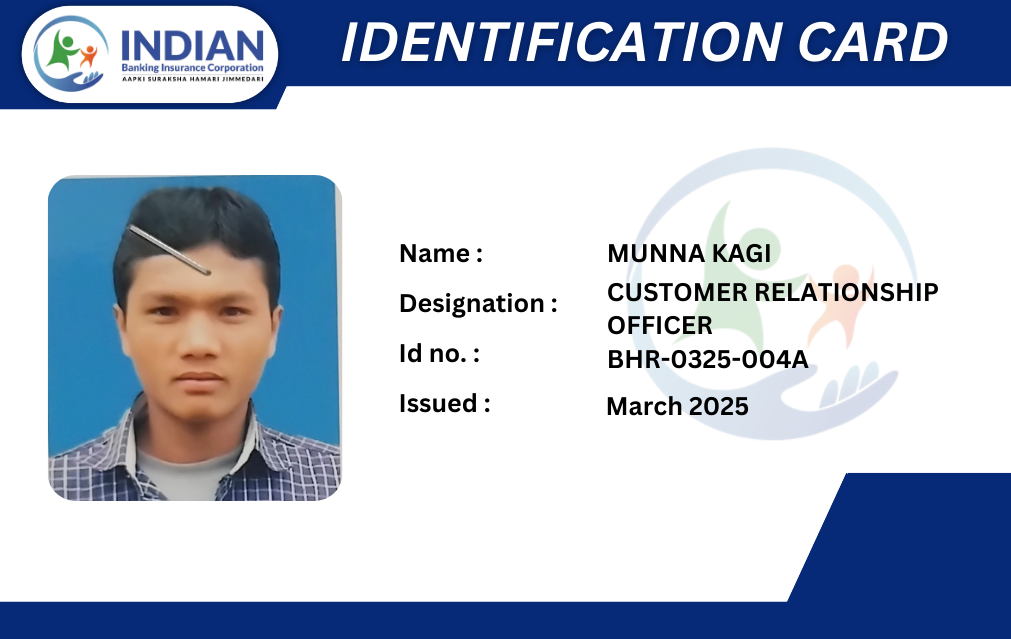 INDIAN
Banking Insurance Corporation
AAPKI SURAKSHA HAMARI JIMMEDARI
IDENTIFICATION CARD
Name : MUNNA KAGI
Designation : CUSTOMER RELATIONSHIP
OFFICER
Id no. : BHR-0325-004A
Issued : March 2025